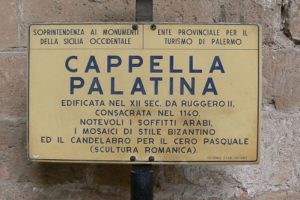 SOPRINTENDENZA AI MONUMENTI
DELLA SICILIA OCCIDENTALE
ENTE PROVINCIALE PER IL
TURISMO DI PALERMO
CAPPELLA
PALATINA
EDIFICATA NEL XII SEC. DA RUGGERO II,
CONSACRATA NEL 1140.
NOTEVOLI I SOFFITTI ARABI,
I MOSAICI DI STILE BIZANTINO
ED IL CANDELABRO PER IL CERO PASQUALE
(SCULTURA ROMANICA).